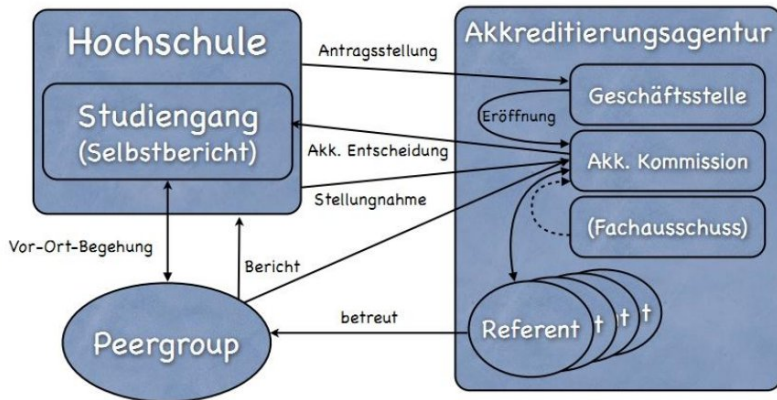 Hochschule
Studiengang
(Selbstbericht)
Antragsstellung
Akkreditierungsagentur
Geschäftsstelle
Eröffnung
Akk. Entscheidung
Akk. Kommission
Stellungnahme
(Fachausschuss)
Vor-Ort-Begehung
Bericht
Peergroup
betreut
Referent t t t